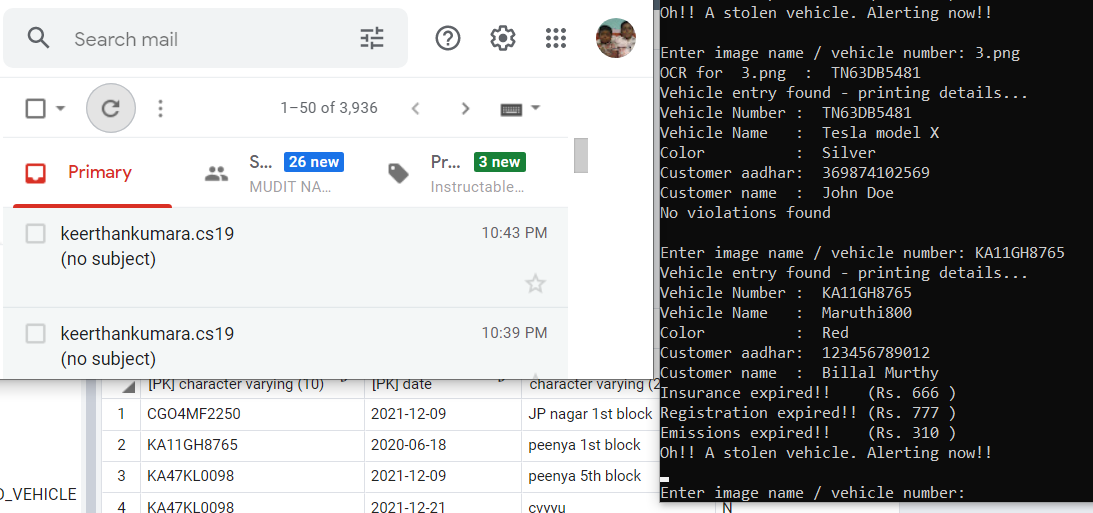 Search mail
1–50 of 3,936
Primary
S... 26 new
MUDIT NA...
Pr... 3 new
Instructable...
keerthankumara.cs19 10:43 PM
(no subject)
keerthankumara.cs19 10:39 PM
(no subject)
[PK] character varying (10) [PK] date character varying (2
1 CGO4MF2250 2021-12-09 JP nagar 1st block
2 KA11GH8765 2020-06-18 peenya 1st block
3 KA47KL0098 2021-12-09 peenya 5th block
4 KA47KL0098 2021-12-21 cvvvu N
D_VEHICLE
Oh!! A stolen vehicle. Alerting now!!
Enter image name / vehicle number: 3.png
OCR for 3.png : TN63DB5481
Vehicle entry found - printing details...
Vehicle Number : TN63DB5481
Vehicle Name : Tesla model X
Color : Silver
Customer aadhar: 369874102569
Customer name : John Doe
No violations found
Enter image name / vehicle number: KA11GH8765
Vehicle entry found - printing details...
Vehicle Number : KA11GH8765
Vehicle Name : Maruthi800
Color : Red
Customer aadhar: 123456789012
Customer name : Billal Murthy
Insurance expired!! (Rs. 666 )
Registration expired!! (Rs. 777 )
Emissions expired!! (Rs. 310 )
Oh!! A stolen vehicle. Alerting now!!
Enter image name / vehicle number: